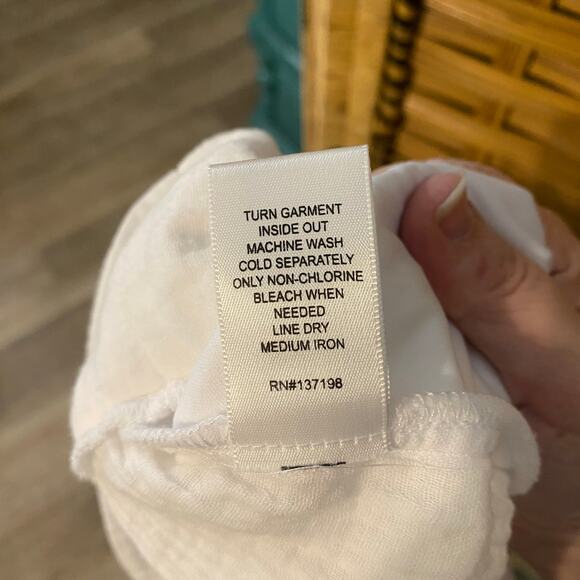 TURN GARMENT
INSIDE OUT
MACHINE WASH
COLD SEPARATELY
ONLY NON-CHLORINE
BLEACH WHEN
NEEDED
LINE DRY
MEDIUM IRON
RN#137198